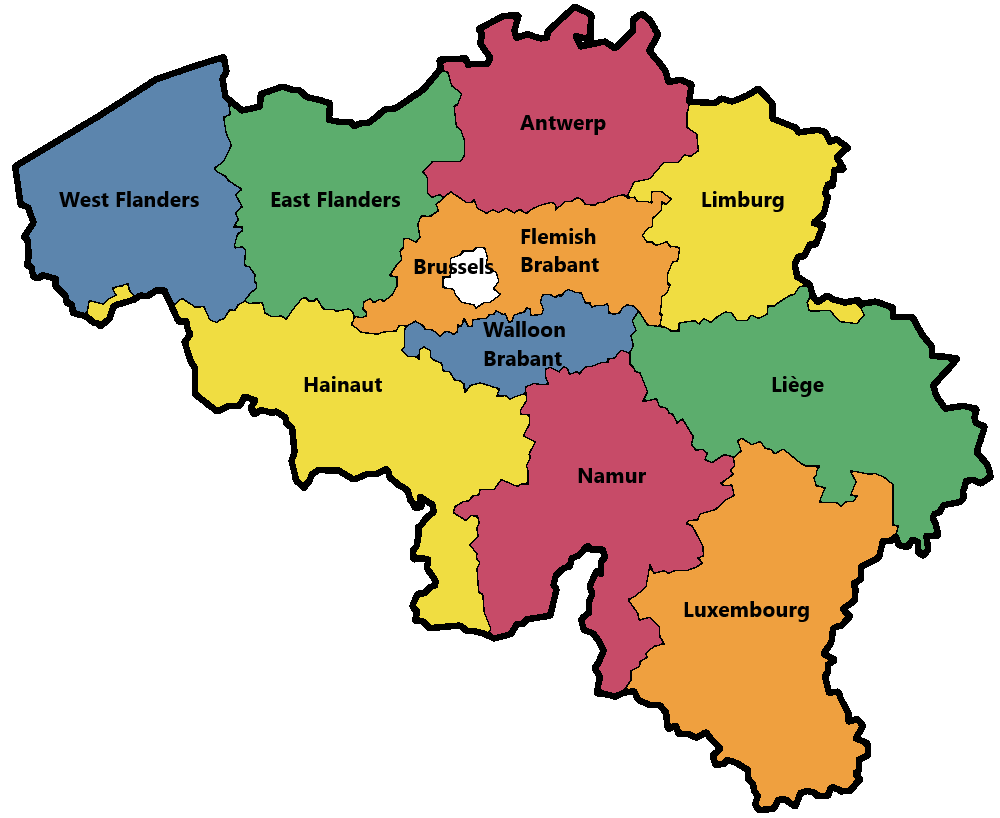 Antwerp
West Flanders
East Flanders
Limburg
Flemish
Brabant
Brussels
Walloon
Brabant
Hainaut
Liège
Namur
Luxembourg